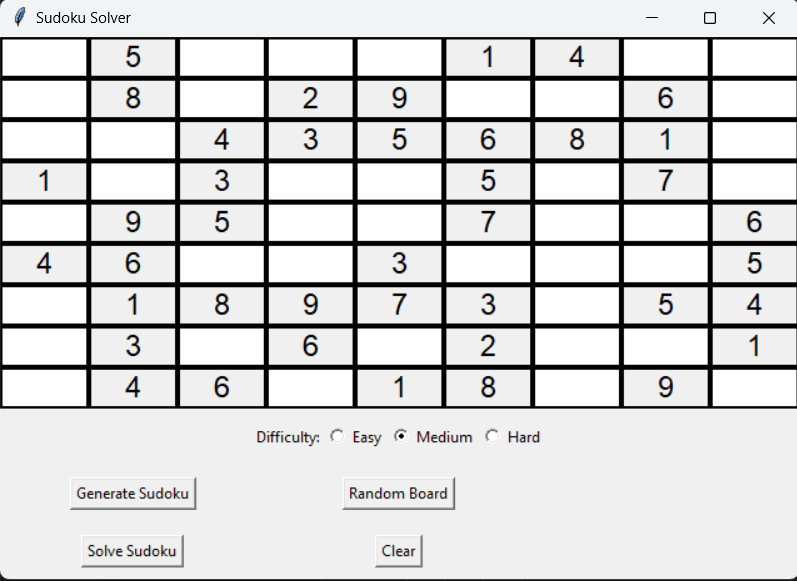 Sudoku Solver
5 1 4
8 2 9 6
4 3 5 6 8 1
1 3 5 7
9 5 7 6
4 6 3 5
1 8 9 7 3 5 4
3 6 2 1
4 6 1 8 9
Difficulty: Easy Medium Hard
Generate Sudoku Random Board
Solve Sudoku Clear